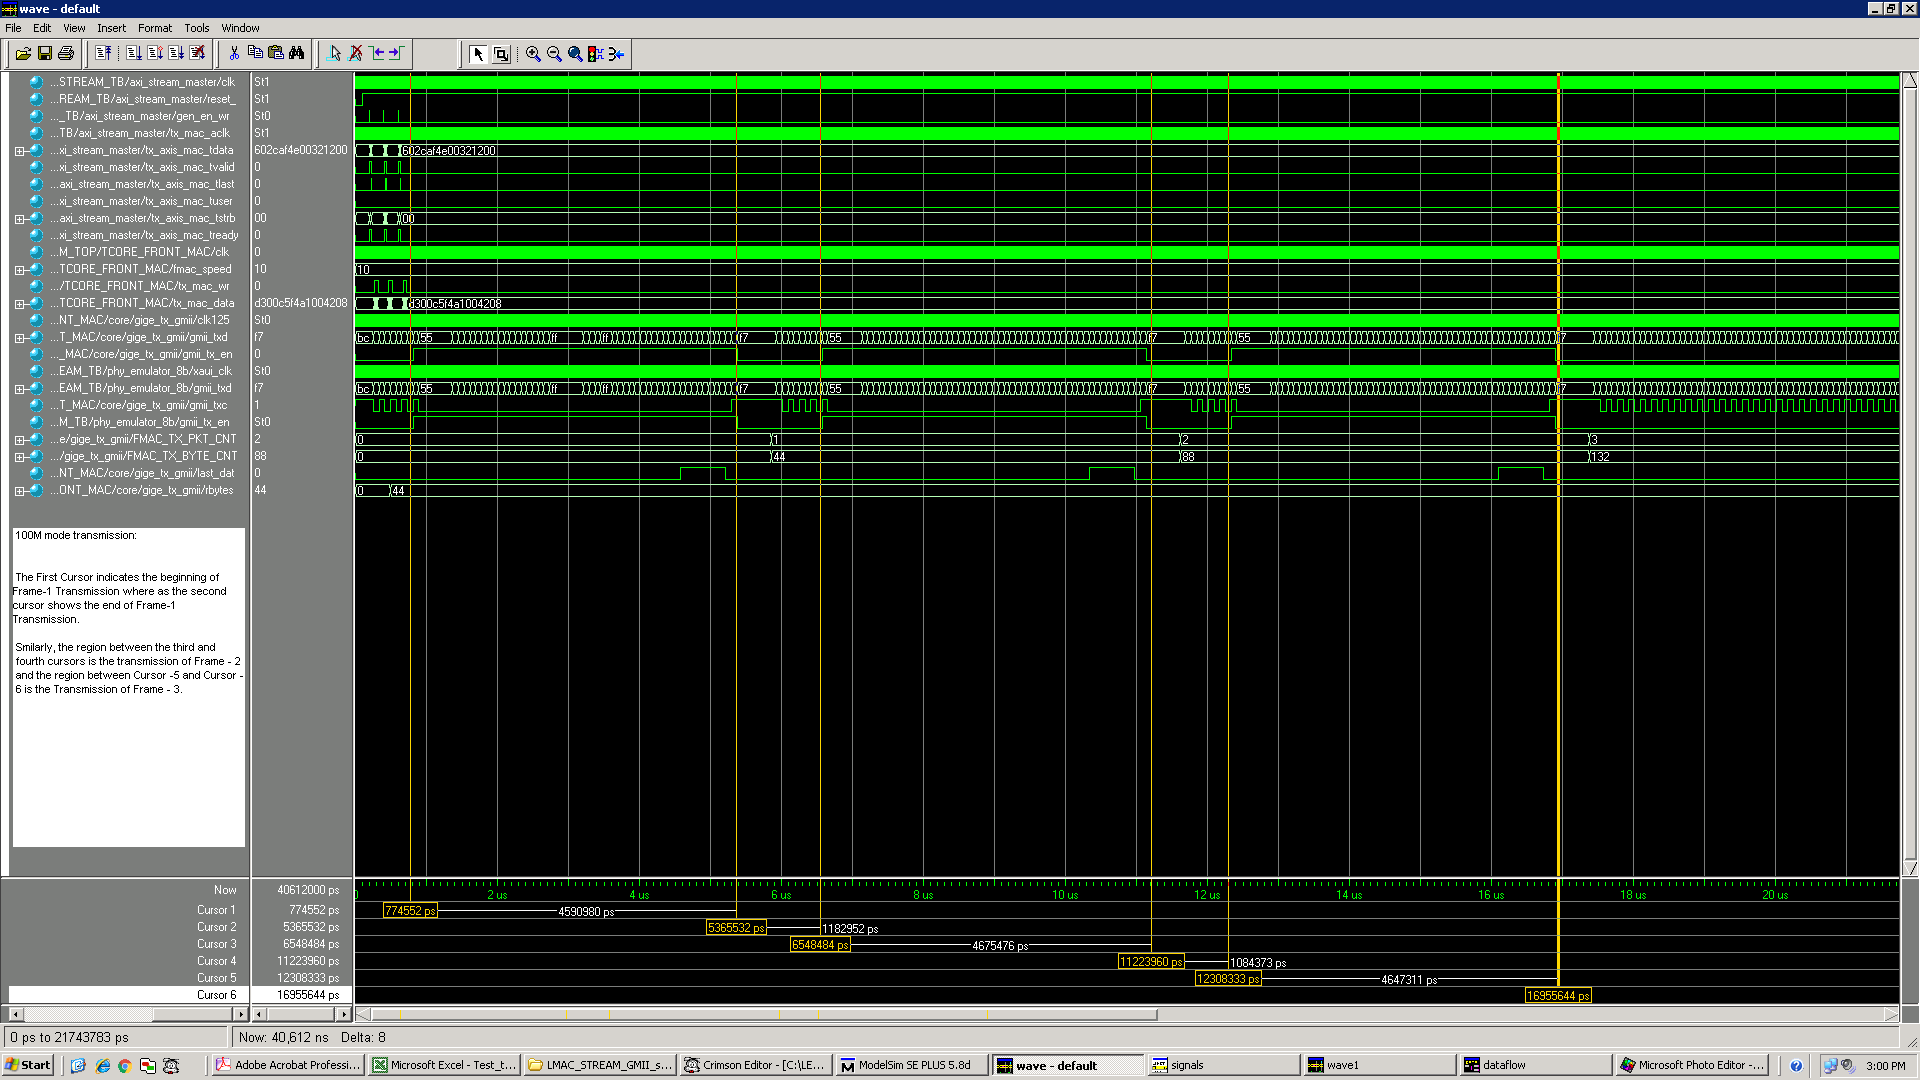 wave - default
File Edit View Insert Format Tools Window
...STREAM_TB/axi_stream_master/clk St1
...REAM_TB/axi_stream_master/reset_ St1
..._TB/axi_stream_master/gen_en_wr St0
...TB/axi_stream_master/tx_mac_aclk St1
...xi_stream_master/tx_axis_mac_tdata 602caf4e00321200 602caf4e00321200
...xi_stream_master/tx_axis_mac_tvalid 0
...axi_stream_master/tx_axis_mac_tlast 0
...xi_stream_master/tx_axis_mac_tuser 0
...axi_stream_master/tx_axis_mac_tstrb 00 00
...xi_stream_master/tx_axis_mac_tready 0
...M_TOP/TCORE_FRONT_MAC/clk 0
...TCORE_FRONT_MAC/fmac_speed 10 10
.../TCORE_FRONT_MAC/tx_mac_wr 0
...TCORE_FRONT_MAC/tx_mac_data d300c5f4a1004208 d300c5f4a1004208
...NT_MAC/core/gige_tx_gmii/clk125 St0
...T_MAC/core/gige_tx_gmii/gmii_txd f7 bc 55 ff ff f7 55 f7 55 f7
..._MAC/core/gige_tx_gmii/gmii_tx_en 0
...EAM_TB/phy_emulator_8b/xaui_clk St0
...EAM_TB/phy_emulator_8b/gmii_txd f7 bc 55 ff ff f7 55 f7 55 f7
...T_MAC/core/gige_tx_gmii/gmii_txc 1
...M_TB/phy_emulator_8b/gmii_tx_en St0
...e/gige_tx_gmii/FMAC_TX_PKT_CNT 2 0 1 2 3
.../gige_tx_gmii/FMAC_TX_BYTE_CNT 88 0 44 88 132
...NT_MAC/core/gige_tx_gmii/last_dat 0
...ONT_MAC/core/gige_tx_gmii/rbytes 44 0 44
100M mode transmission:
The First Cursor indicates the beginning of
Frame-1 Transmission where as the second
cursor shows the end of Frame-1
Transmission.
Smilarly, the region between the third and
fourth cursors is the transmission of Frame - 2
and the region between Cursor -5 and Cursor -
6 is the Transmission of Frame - 3.
Now 40612000 ps 0 2 us 4 us 6 us 8 us 10 us 12 us 14 us 16 us 18 us 20 us
Cursor 1 774552 ps 774552 ps 4590980 ps
Cursor 2 5365532 ps 5365532 ps 1182952 ps
Cursor 3 6548484 ps 6548484 ps 4675476 ps
Cursor 4 11223960 ps 11223960 ps 1084373 ps
Cursor 5 12308333 ps 12308333 ps 4647311 ps
Cursor 6 16955644 ps 16955644 ps
0 ps to 21743783 ps Now: 40,612 ns Delta: 8
Start Adobe Acrobat Professi... Microsoft Excel - Test_t... LMAC_STREAM_GMII_s... Crimson Editor - [C:\LE... ModelSim SE PLUS 5.8d wave - default signals wave1 dataflow Microsoft Photo Editor -... 3:00 PM